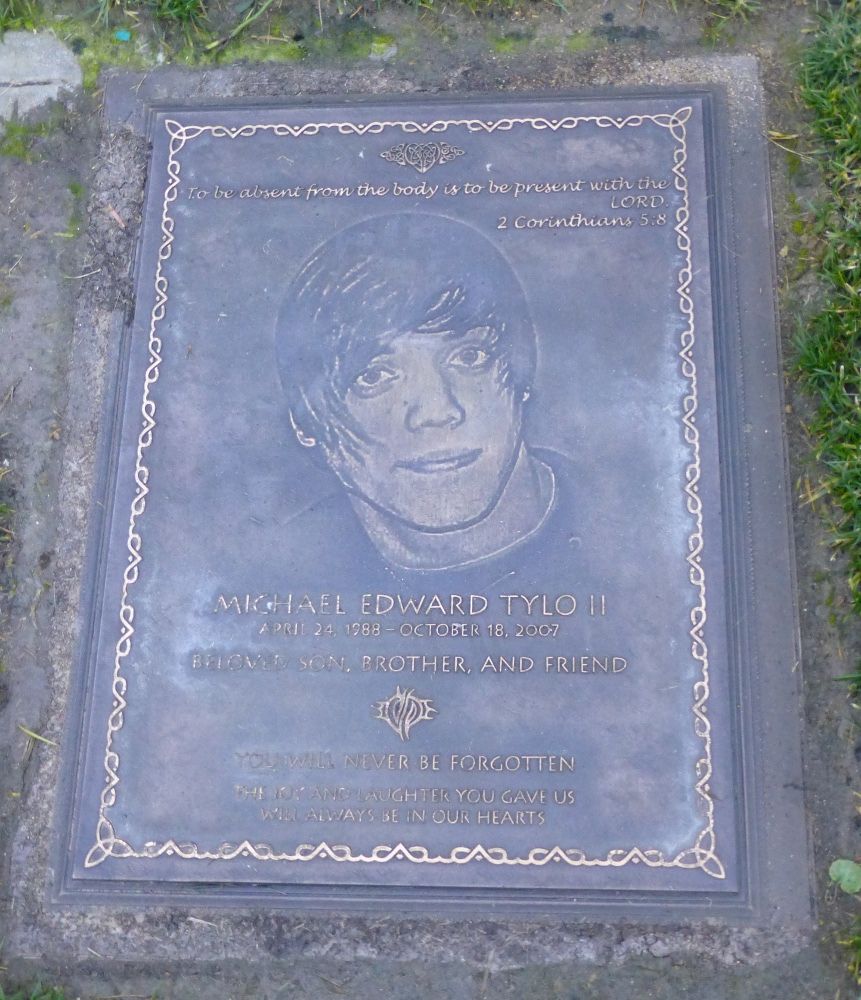 To be absent from the body is to be present with the
LORD.
2 Corinthians 5:8
MICHAEL EDWARD TYLO II
APRIL 24, 1988 – OCTOBER 18, 2007
BELOVED SON, BROTHER, AND FRIEND
YOU WILL NEVER BE FORGOTTEN
THE JOY AND LAUGHTER YOU GAVE US
WILL ALWAYS BE IN OUR HEARTS